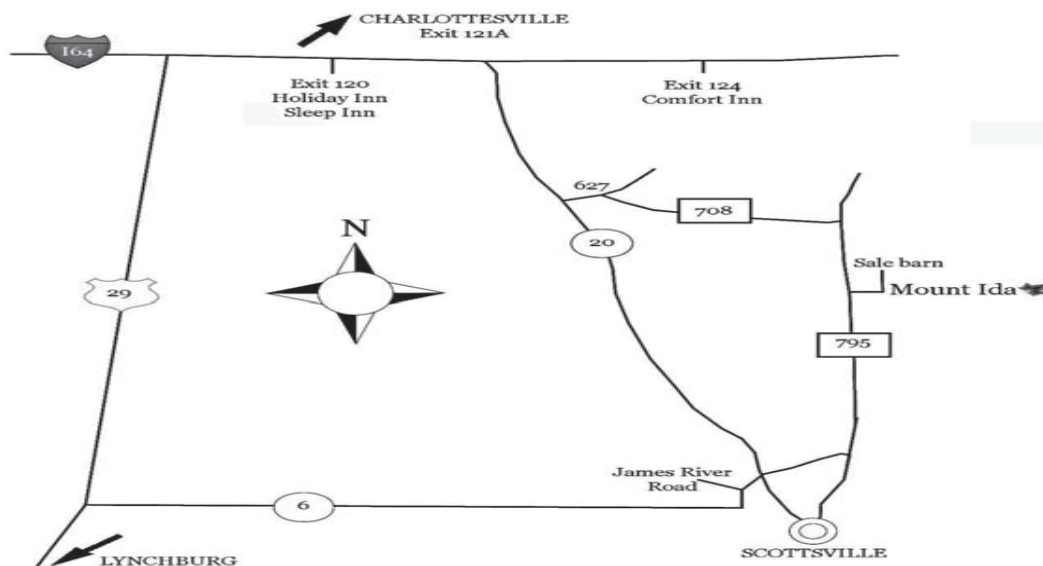 CHARLOTTESVILLE
Exit 121A
I64
Exit 120
Holiday Inn
Sleep Inn
Exit 124
Comfort Inn
627
708
N
20
Sale barn
29
Mount Ida
795
James River
Road
6
SCOTTSVILLE
LYNCHBURG